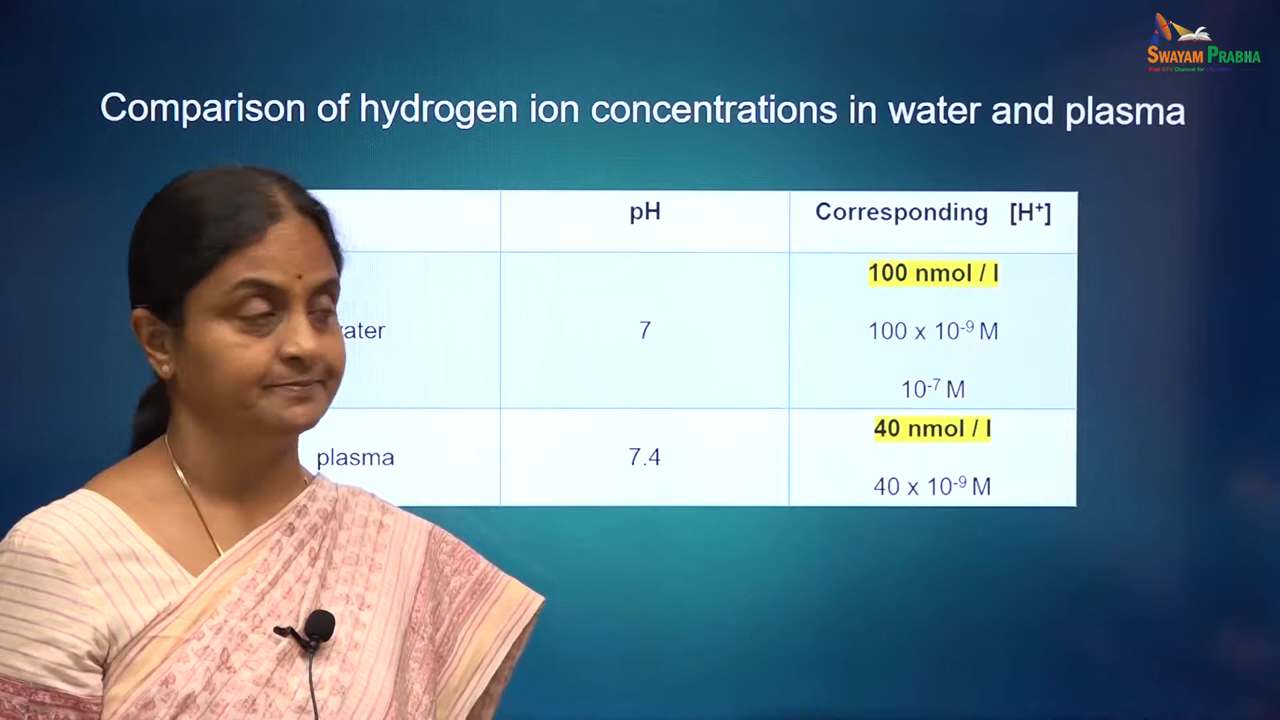 SWAYAM PRABHA
Comparison of hydrogen ion concentrations in water and plasma
pH
Corresponding [H⁺]
7
100 nmol / l
100 x 10⁻⁹ M
10⁻⁷ M
plasma
7.4
40 nmol / l
40 x 10⁻⁹ M